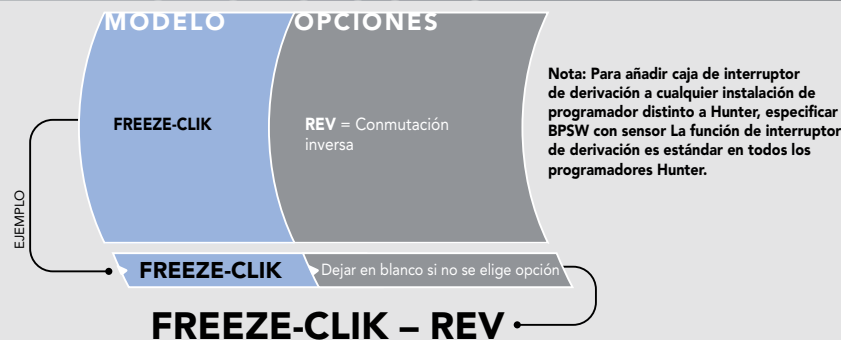 MODELO
OPCIONES
FREEZE-CLIK
REV = Conmutación
inversa
Nota: Para añadir caja de interruptor
de derivación a cualquier instalación de
programador distinto a Hunter, especificar
BPSW con sensor La función de interruptor
de derivación es estándar en todos los
programadores Hunter.
EJEMPLO
FREEZE-CLIK
Dejar en blanco si no se elige opción
FREEZE-CLIK – REV